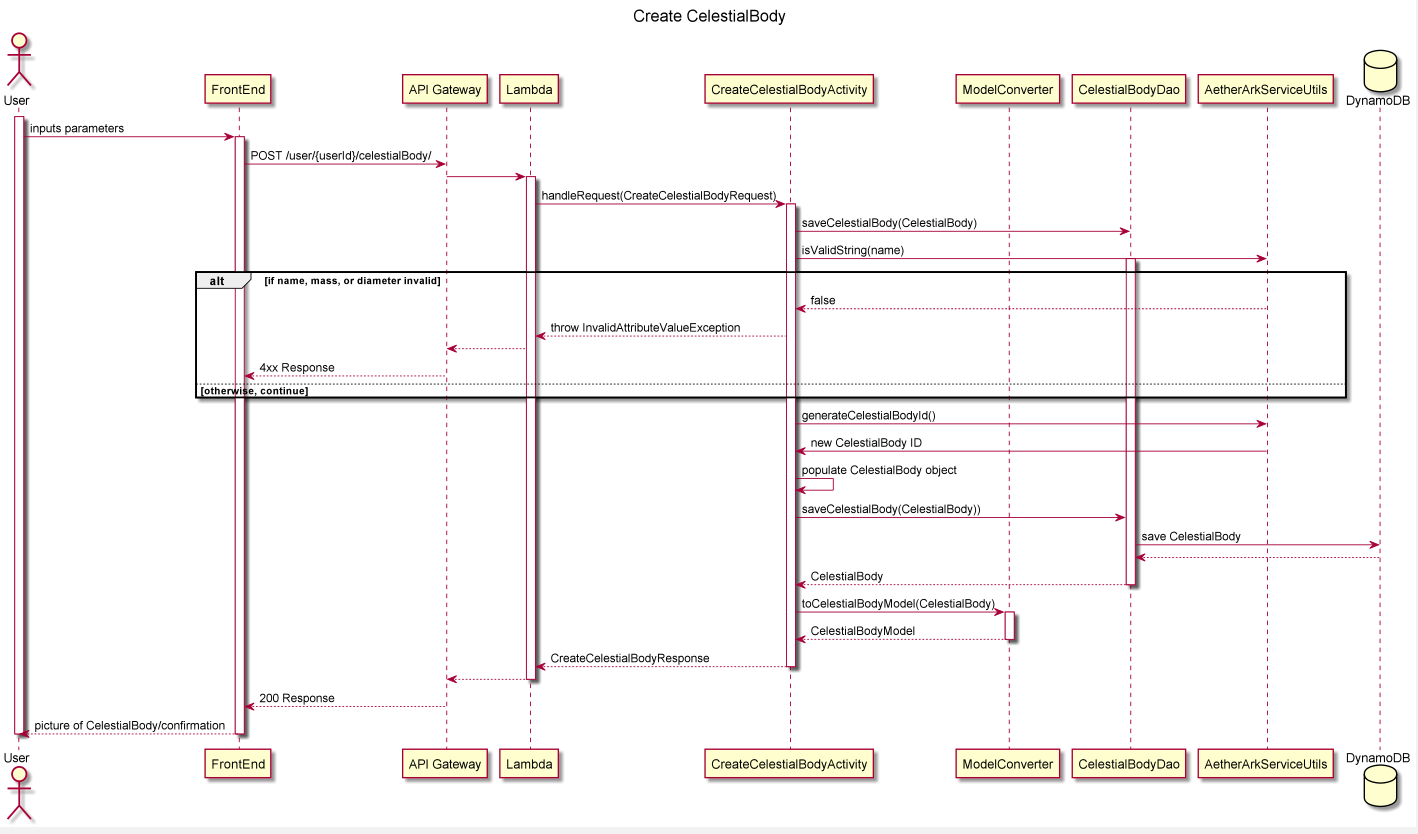 Create CelestialBody
User
FrontEnd
API Gateway
Lambda
CreateCelestialBodyActivity
ModelConverter
CelestialBodyDao
AetherArkServiceUtils
DynamoDB
inputs parameters
POST /user/{userId}/celestialBody/
handleRequest(CreateCelestialBodyRequest)
saveCelestialBody(CelestialBody)
isValidString(name)
alt
[if name, mass, or diameter invalid]
false
throw InvalidAttributeValueException
4xx Response
[otherwise, continue]
generateCelestialBodyId()
new CelestialBody ID
populate CelestialBody object
saveCelestialBody(CelestialBody))
save CelestialBody
CelestialBody
toCelestialBodyModel(CelestialBody)
CelestialBodyModel
CreateCelestialBodyResponse
200 Response
picture of CelestialBody/confirmation
User
FrontEnd
API Gateway
Lambda
CreateCelestialBodyActivity
ModelConverter
CelestialBodyDao
AetherArkServiceUtils
DynamoDB